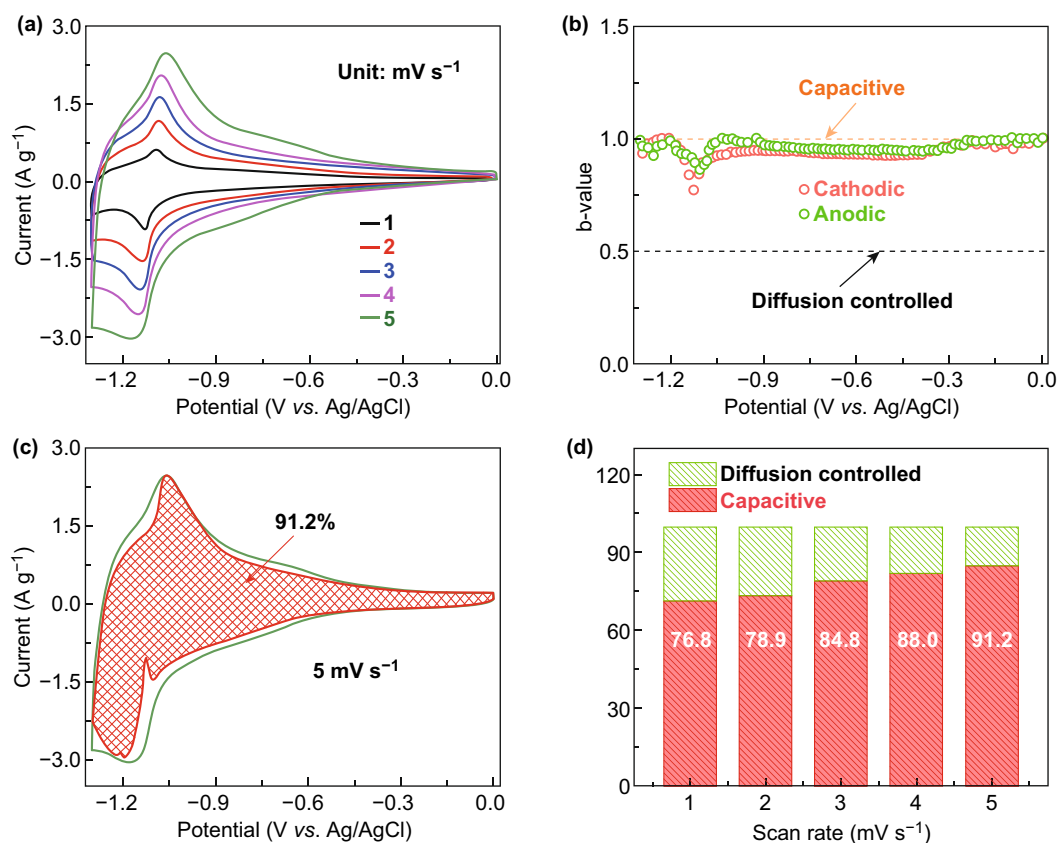 (a)
3.0
1.5
0.0
−1.5
−3.0
Current (A g⁻¹)
Unit: mV s⁻¹
1
2
3
4
5
−1.2
−0.9
−0.6
−0.3
0.0
Potential (V vs. Ag/AgCl)
(b)
1.5
1.0
0.5
0.0
b-value
Capacitive
Cathodic
Anodic
Diffusion controlled
−1.2
−0.9
−0.6
−0.3
0.0
Potential (V vs. Ag/AgCl)
(c)
3.0
1.5
0.0
−1.5
−3.0
Current (A g⁻¹)
91.2%
5 mV s⁻¹
−1.2
−0.9
−0.6
−0.3
0.0
Potential (V vs. Ag/AgCl)
(d)
120
90
60
30
0
Diffusion controlled
Capacitive
76.8 78.9 84.8 88.0 91.2
1 2 3 4 5
Scan rate (mV s⁻¹)